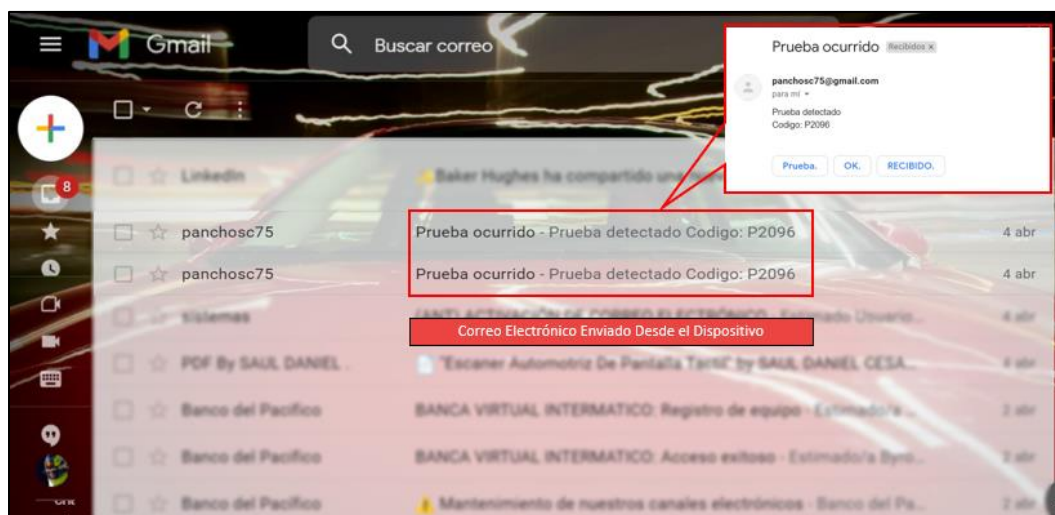 Gmail
Buscar correo
Prueba ocurrido Recibidos x
panchosc75@gmail.com
para mí
Prueba detectado
Codigo: P2096
Prueba. OK. RECIBIDO.
8
LinkedIn Baker Hughes ha compartido una
panchosc75 Prueba ocurrido - Prueba detectado Codigo: P2096 4 abr
panchosc75 Prueba ocurrido - Prueba detectado Codigo: P2096 4 abr
sistemas 4 abr
Correo Electrónico Enviado Desde el Dispositivo
PDF By SAUL DANIEL . "Escaner Automotriz De Pantalla Tactil" by SAUL DANIEL CESA... 4 abr
Banco del Pacifico BANCA VIRTUAL INTERMATICO: Registro de equipo - Estimado/a ... 2 abr
Banco del Pacifico BANCA VIRTUAL INTERMATICO: Acceso exitoso - Estimado/a Byro... 2 abr
Banco del Pacifico Mantenimiento de nuestros canales electrónicos - Banco del Pa... 2 abr